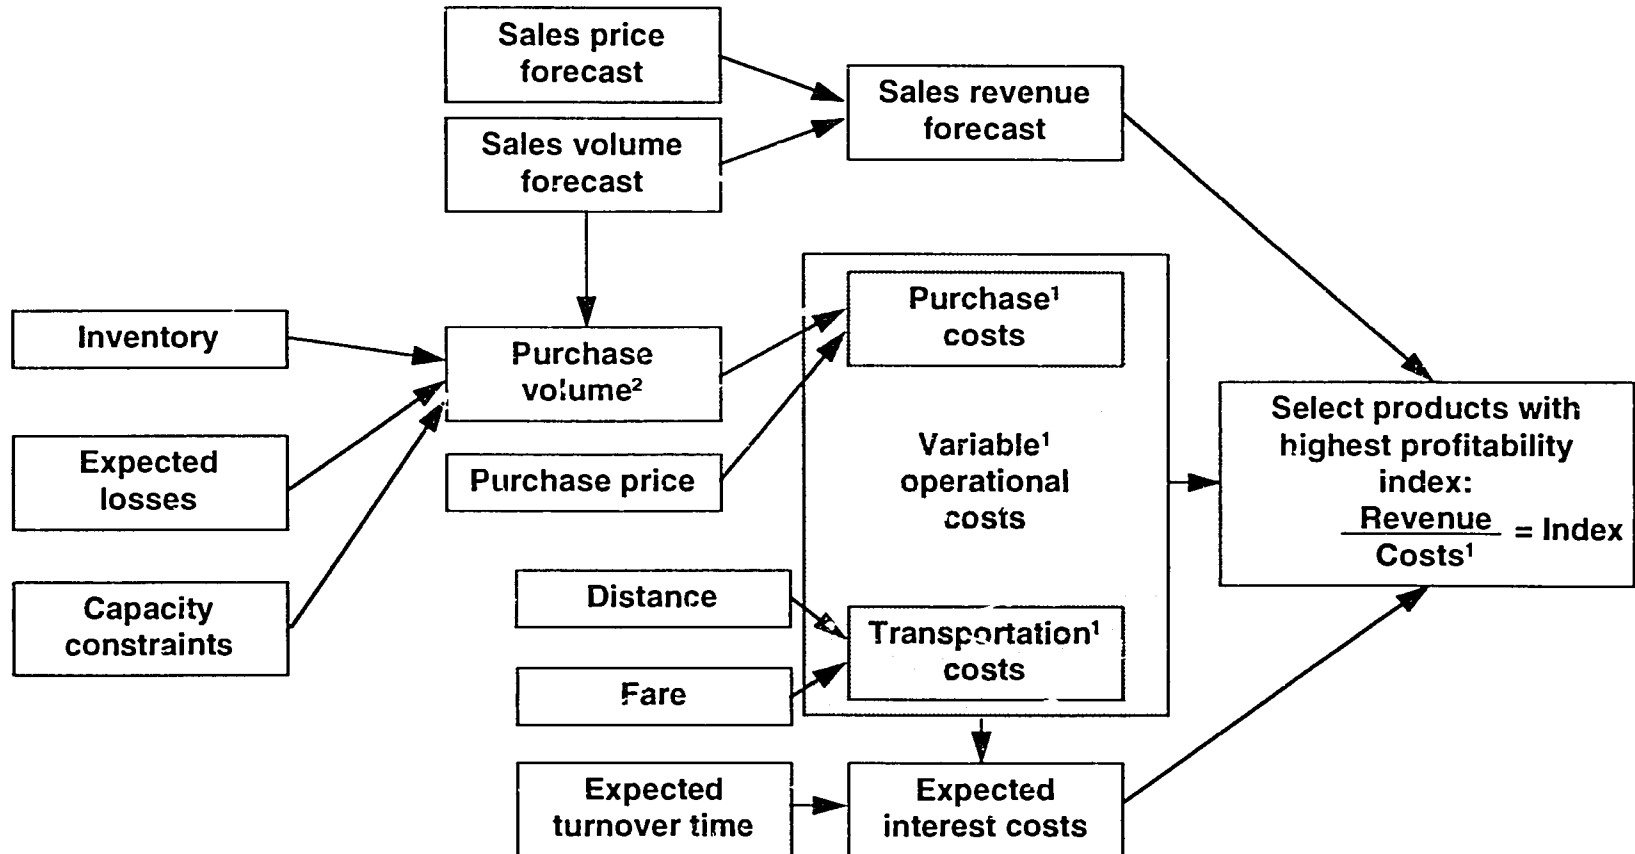 Sales price
forecast
Sales volume
forecast
Sales revenue
forecast
Inventory
Expected
losses
Capacity
constraints
Purchase
volume²
Purchase price
Purchase¹
costs
Variable¹
operational
costs
Distance
Fare
Transportation¹
costs
Expected
turnover time
Expected
interest costs
Select products with
highest profitability
index:
Revenue
Costs¹
= Index